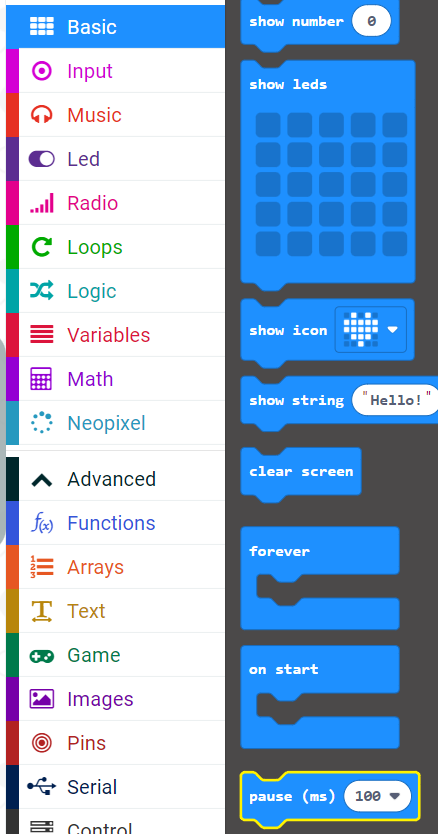 Basic
Input
Music
Led
Radio
Loops
Logic
Variables
Math
Neopixel
Advanced
Functions
Arrays
Text
Game
Images
Pins
Serial
Control
show number 0
show leds
show icon
show string "Hello!"
clear screen
forever
on start
pause (ms) 100